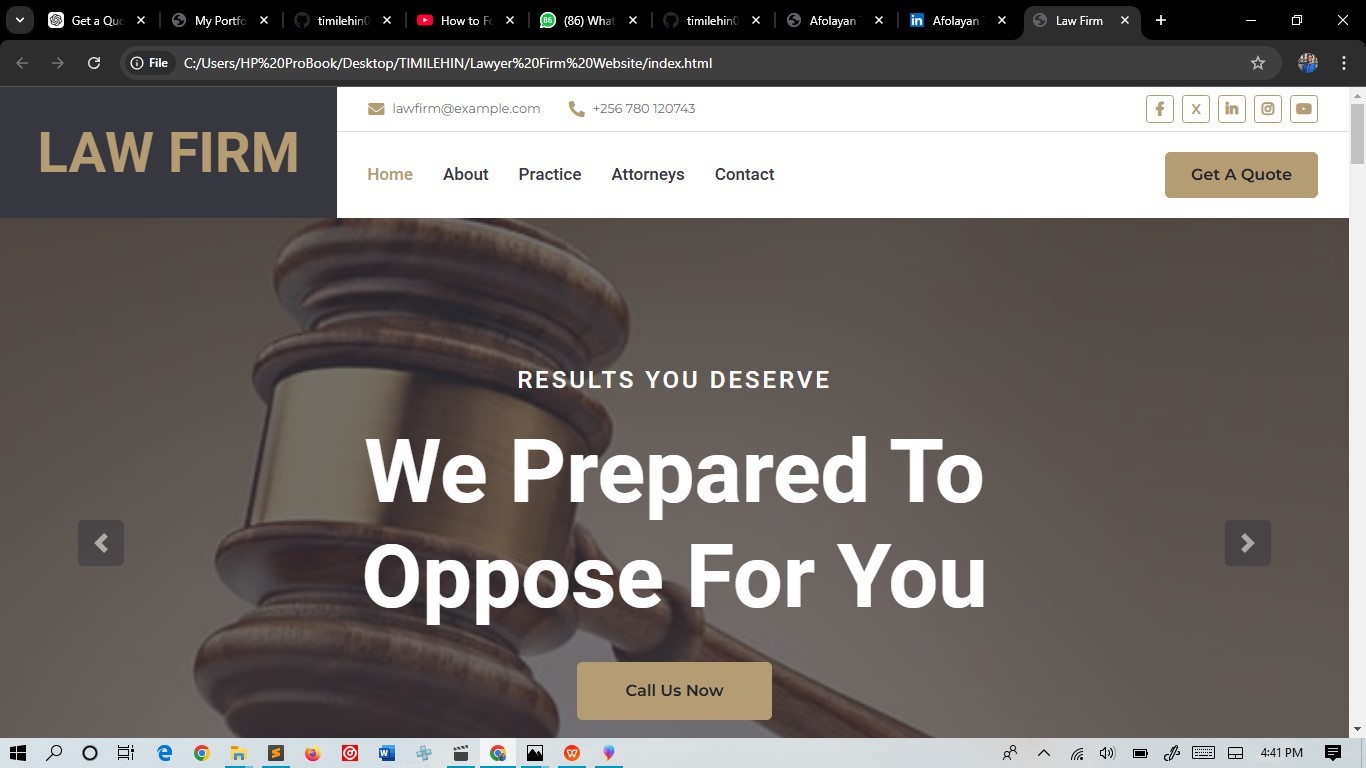 Get a Quo
My Portfo
timilehin0
How to Fo
(86) What
timilehin0
Afolayan T
Afolayan T
Law Firm
File
C:/Users/HP%20ProBook/Desktop/TIMILEHIN/Lawyer%20Firm%20Website/index.html
LAW FIRM
lawfirm@example.com
+256 780 120743
Home
About
Practice
Attorneys
Contact
Get A Quote
RESULTS YOU DESERVE
We Prepared To
Oppose For You
Call Us Now
4:41 PM